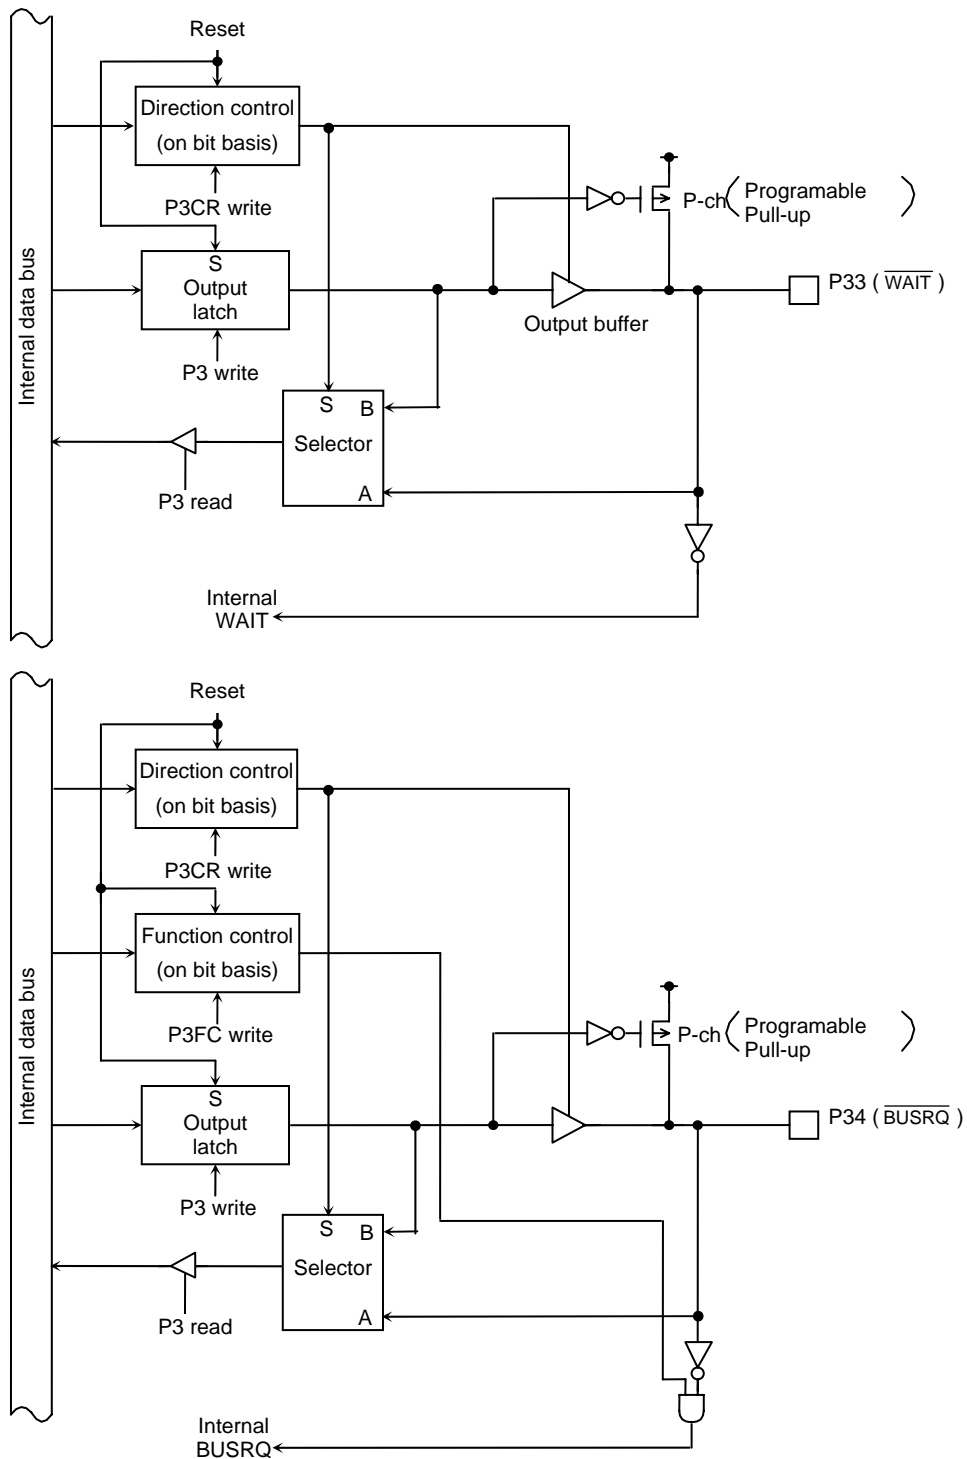 Reset
Direction control
(on bit basis)
P3CR write
P-ch ( Programable
Pull-up )
Internal data bus
S
Output
latch
P33 ( WAIT )
Output buffer
P3 write
S B
Selector
A
P3 read
Internal
WAIT
Reset
Direction control
(on bit basis)
P3CR write
Function control
(on bit basis)
P3FC write
P-ch ( Programable
Pull-up )
Internal data bus
S
Output
latch
P34 ( BUSRQ )
P3 write
S B
Selector
A
P3 read
Internal
BUSRQ